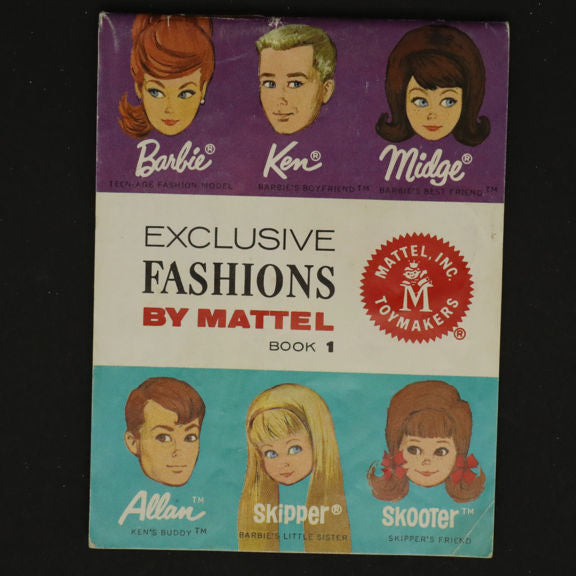 Barbie® Ken® Midge®
TEEN-AGE FASHION MODEL BARBIE'S BOYFRIEND™ BARBIE'S BEST FRIEND™
EXCLUSIVE
FASHIONS
BY MATTEL
BOOK 1
MATTEL, INC.
M
TOYMAKERS
®
Allan™ Skipper® SKOOTER™
KEN'S BUDDY™ BARBIE'S LITTLE SISTER SKIPPER'S FRIEND